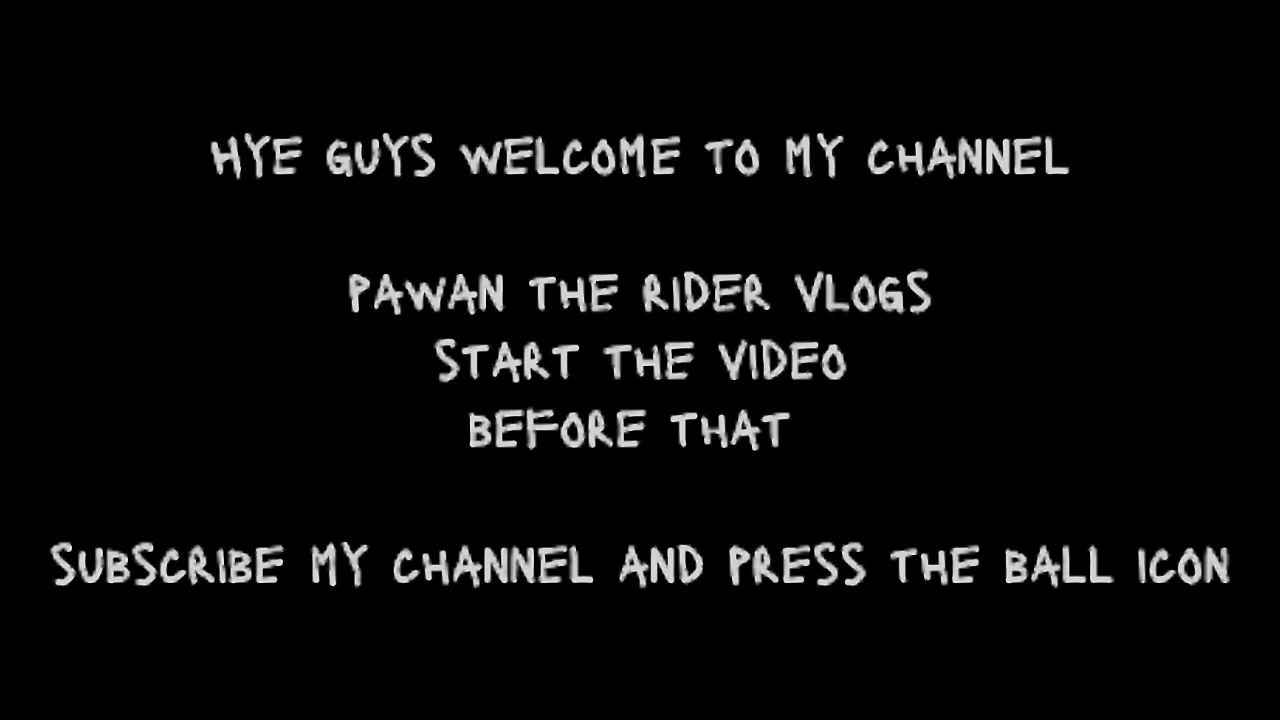 HYE GUYS WELCOME TO MY CHANNEL
PAWAN THE RIDER VLOGS
START THE VIDEO
BEFORE THAT
SUBSCRIBE MY CHANNEL AND PRESS THE BALL ICON